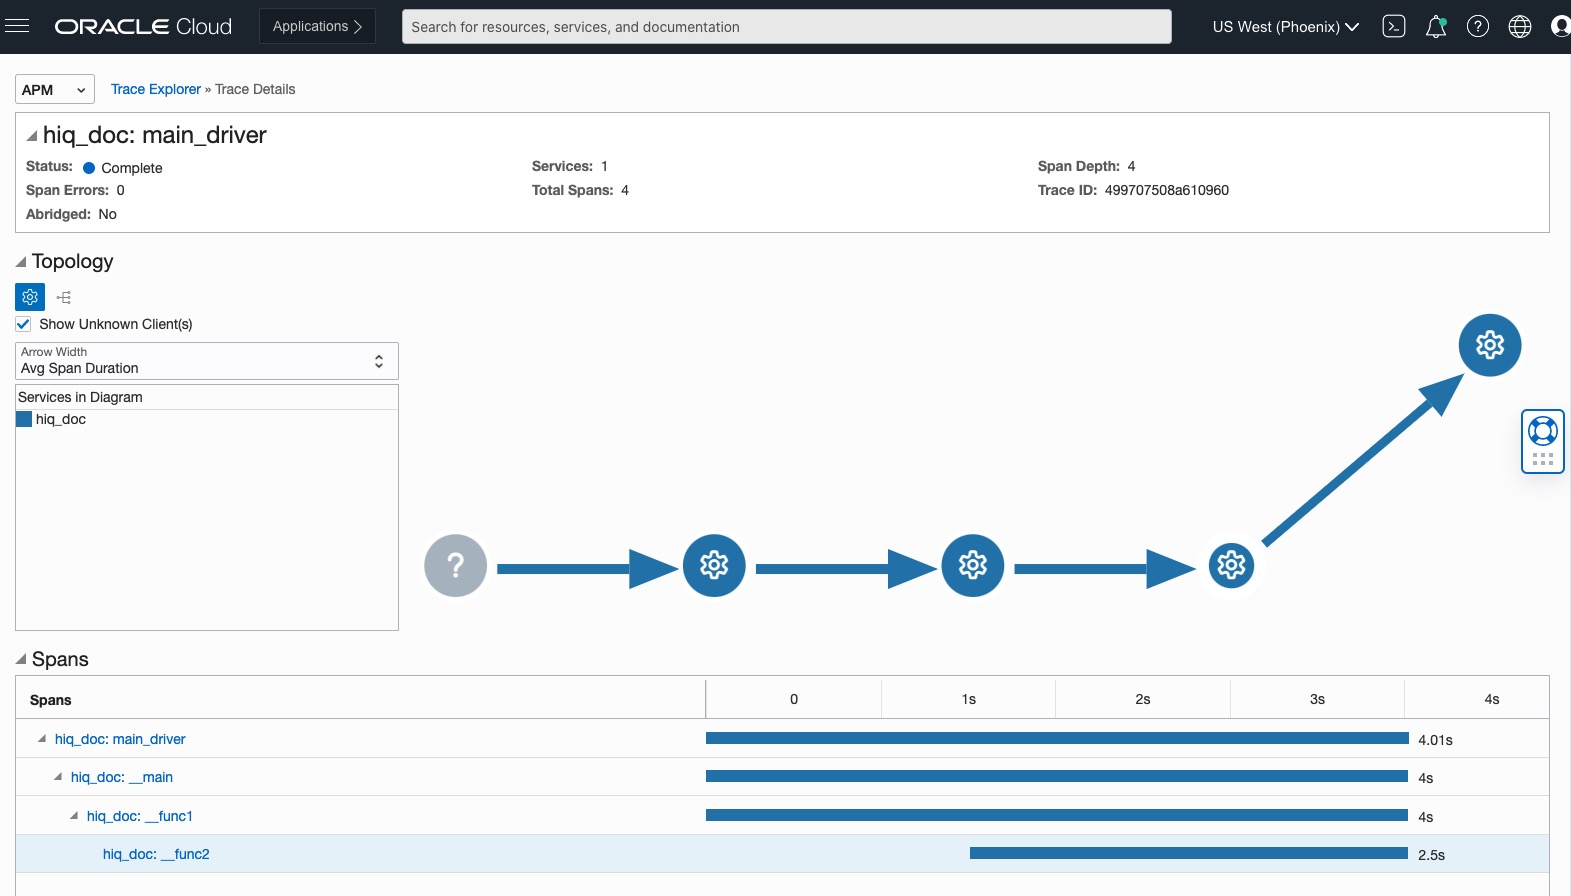 ORACLE Cloud Applications Search for resources, services, and documentation US West (Phoenix)
APM Trace Explorer » Trace Details
hiq_doc: main_driver
Status: Complete Services: 1 Span Depth: 4
Span Errors: 0 Total Spans: 4 Trace ID: 499707508a610960
Abridged: No
Topology
Show Unknown Client(s)
Arrow Width
Avg Span Duration
Services in Diagram
hiq_doc
?
Spans
Spans 0 1s 2s 3s 4s
hiq_doc: main_driver 4.01s
hiq_doc: __main 4s
hiq_doc: __func1 4s
hiq_doc: __func2 2.5s